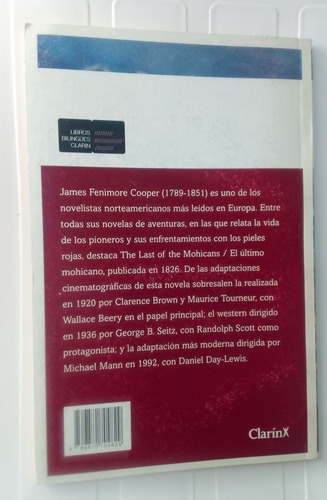 LIBROS
BILINGÜES
CLARIN
James Fenimore Cooper (1789-1851) es uno de los
novelistas norteamericanos más leídos en Europa. Entre
todas sus novelas de aventuras, en las que relata la vida
de los pioneros y sus enfrentamientos con los pieles
rojas, destaca The Last of the Mohicans / El último
mohicano, publicada en 1826. De las adaptaciones
cinematográficas de esta novela sobresalen la realizada
en 1920 por Clarence Brown y Maurice Tourneur, con
Wallace Beery en el papel principal; el western dirigido
en 1936 por George B. Seitz, con Randolph Scott como
protagonista; y la adaptación más moderna dirigida por
Michael Mann en 1992, con Daniel Day-Lewis.
Clarín